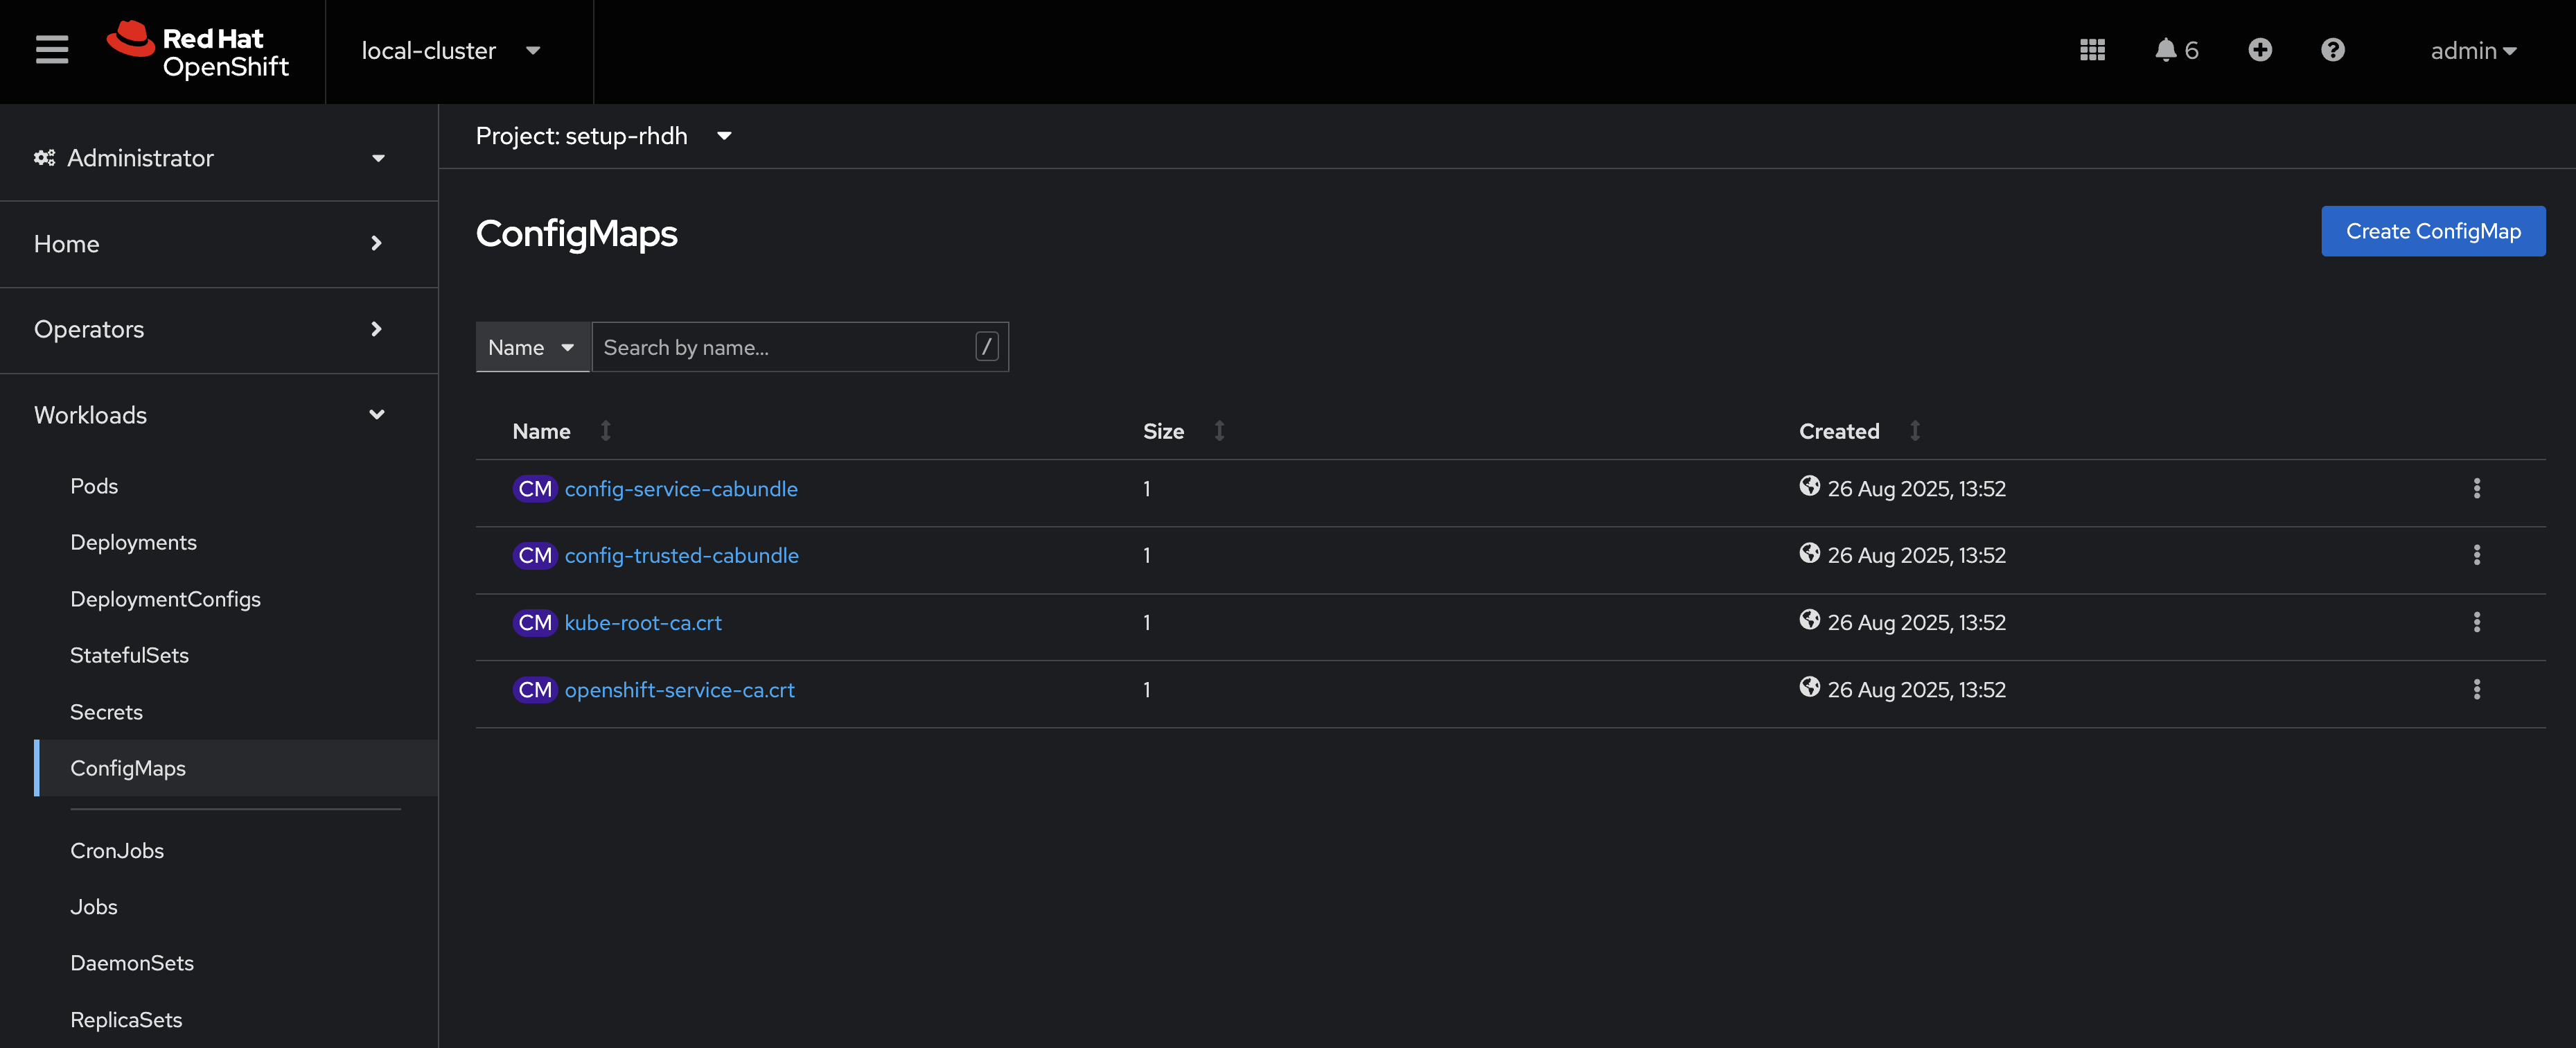 Red Hat
OpenShift
local-cluster
6
admin
Administrator
Home
Operators
Workloads
Pods
Deployments
DeploymentConfigs
StatefulSets
Secrets
ConfigMaps
CronJobs
Jobs
DaemonSets
ReplicaSets
Project: setup-rhdh
ConfigMaps
Create ConfigMap
Name
Search by name...
/
Name Size Created
CM config-service-cabundle 1 26 Aug 2025, 13:52
CM config-trusted-cabundle 1 26 Aug 2025, 13:52
CM kube-root-ca.crt 1 26 Aug 2025, 13:52
CM openshift-service-ca.crt 1 26 Aug 2025, 13:52